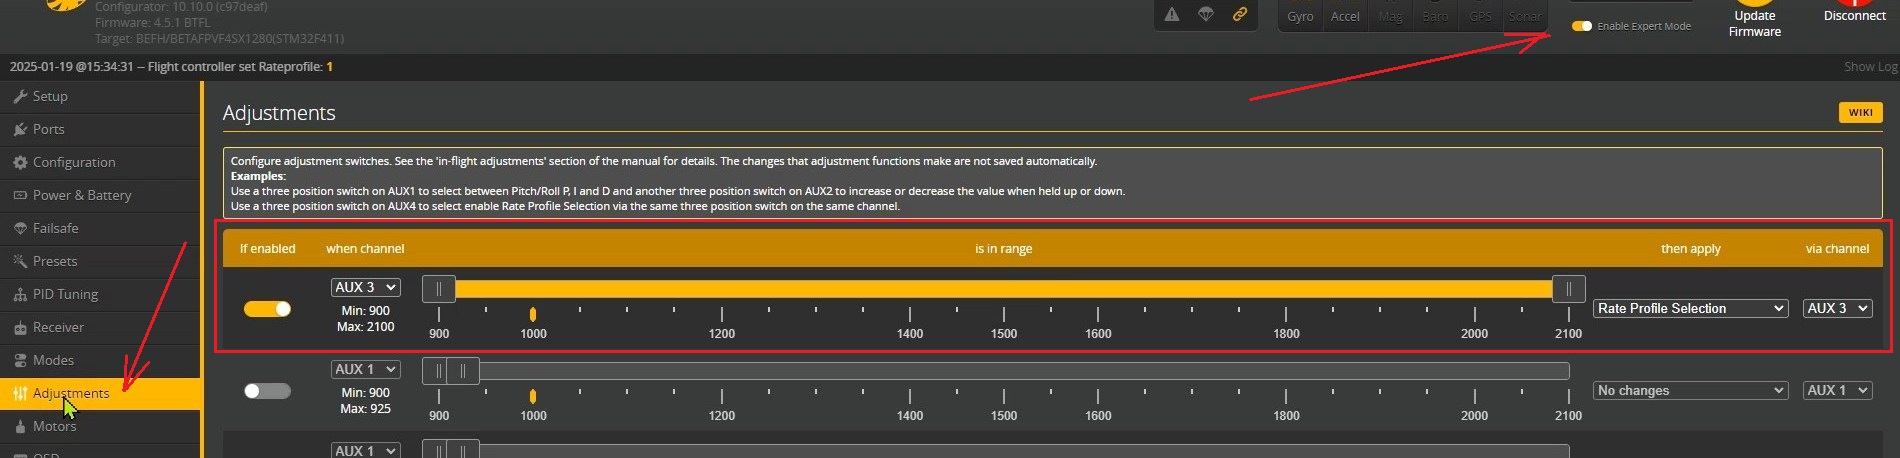 Configurator: 10.10.0 (c97deaf)
Firmware: 4.5.1 BTFL
Target: BEFH/BETAFPVF4SX1280(STM32F411)
Gyro Accel Mag Baro GPS Sonar
Enable Expert Mode
Update Firmware
Disconnect
2025-01-19 @15:34:31 -- Flight controller set Rateprofile: 1
Show Log
Setup
Ports
Configuration
Power & Battery
Failsafe
Presets
PID Tuning
Receiver
Modes
Adjustments
Motors
OSD
Adjustments
WIKI
Configure adjustment switches. See the 'in-flight adjustments' section of the manual for details. The changes that adjustment functions make are not saved automatically.
Examples:
Use a three position switch on AUX1 to select between Pitch/Roll P, I and D and another three position switch on AUX2 to increase or decrease the value when held up or down.
Use a three position switch on AUX4 to select enable Rate Profile Selection via the same three position switch on the same channel.
If enabled when channel is in range then apply via channel
AUX 3
Min: 900
Max: 2100
900 1000 1200 1400 1500 1600 1800 2000 2100
Rate Profile Selection
AUX 3
AUX 1
Min: 900
Max: 925
900 1000 1200 1400 1500 1600 1800 2000 2100
No changes
AUX 1
AUX 1